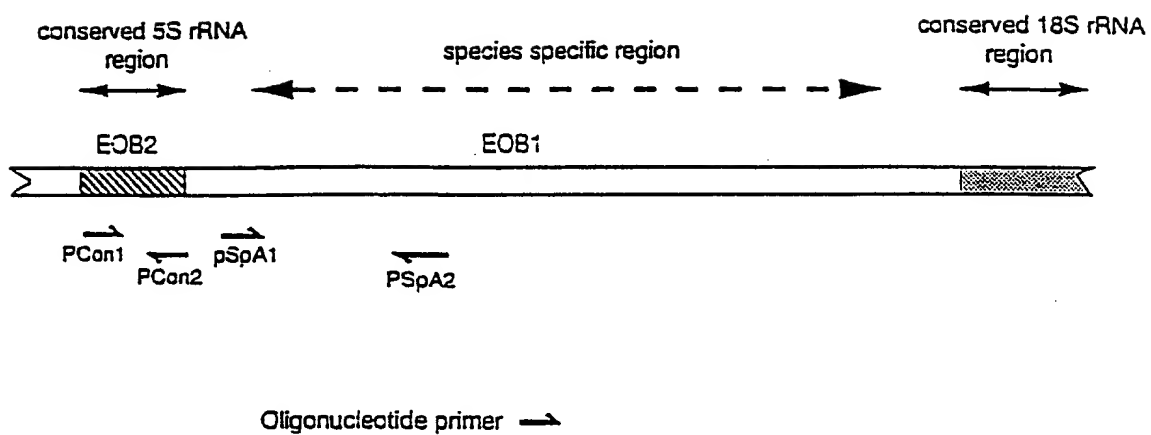 conserved 5S rRNA
region
species specific region
conserved 18S rRNA
region
EOB2
EOB1
PCon1
PCon2
pSpA1
PSpA2
Oligonucleotide primer